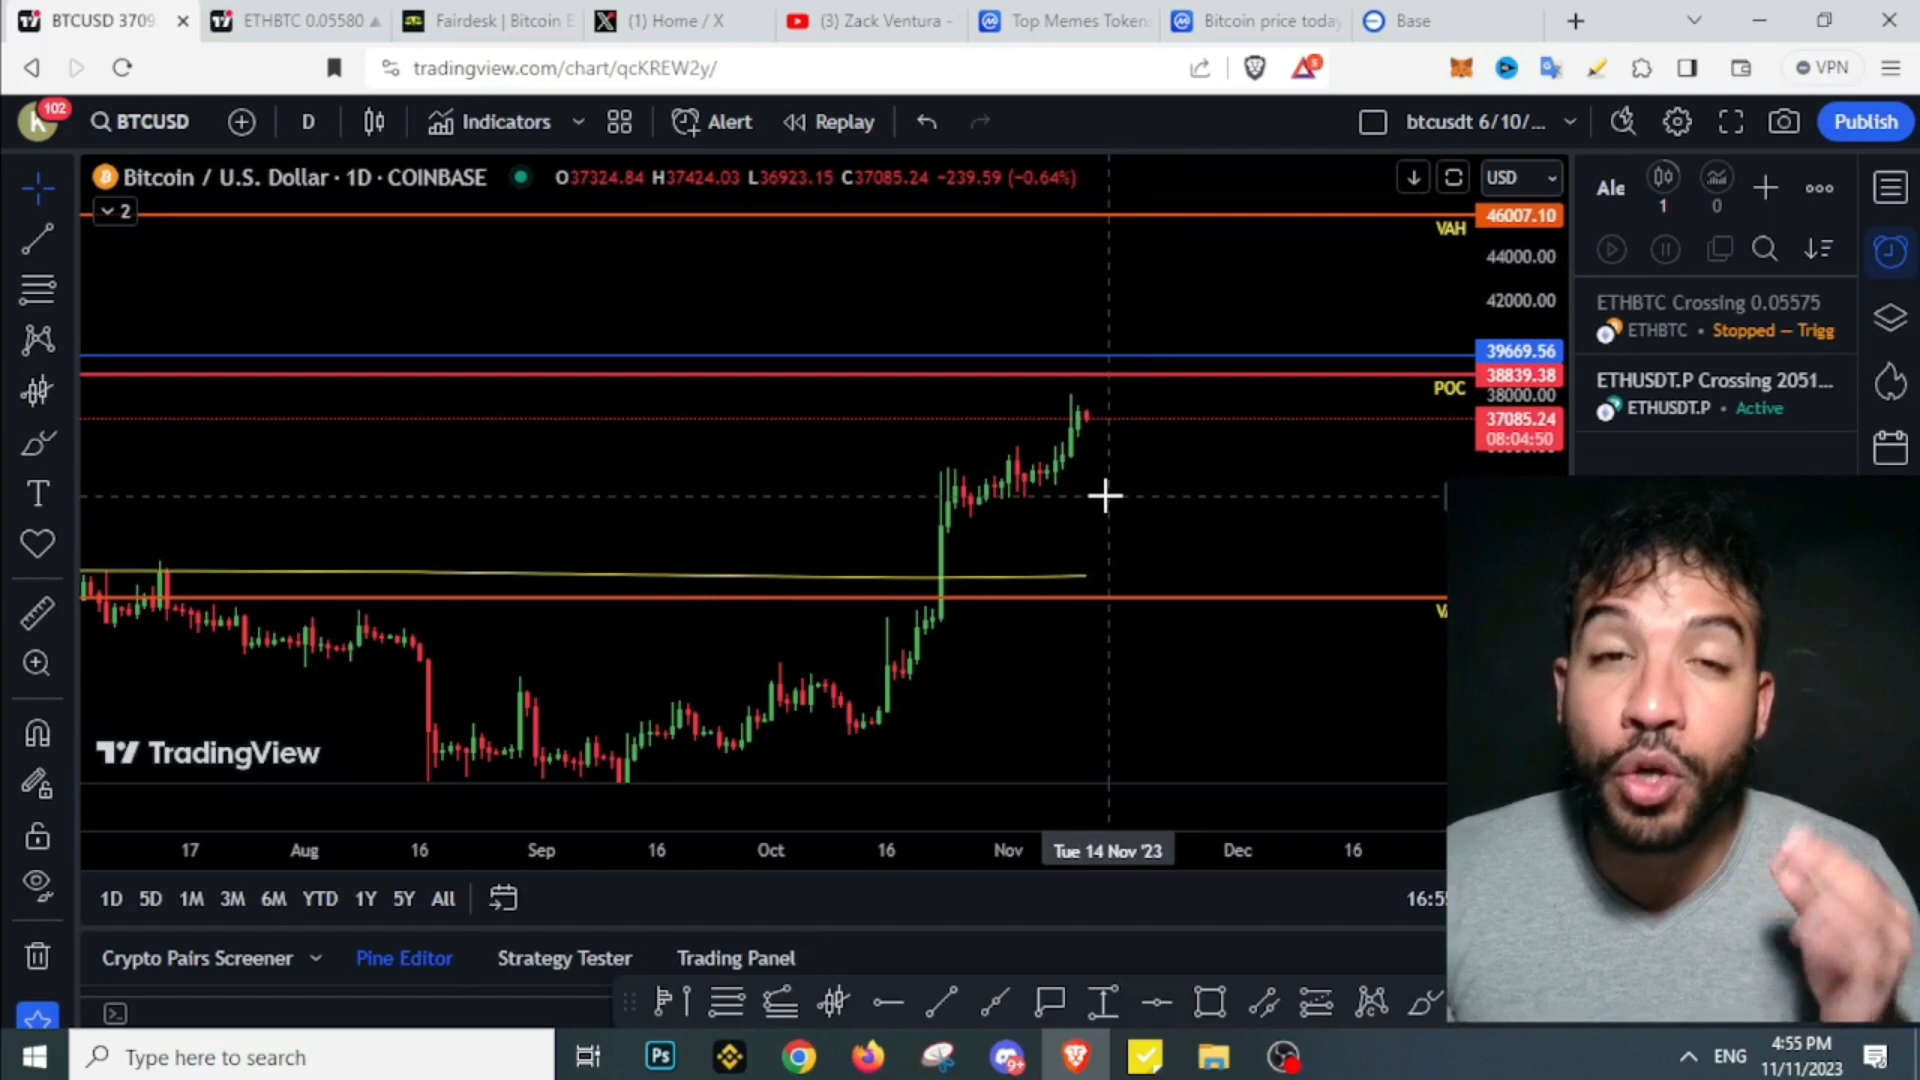 BTCUSD 3709
ETHBTC 0.05580
Fairdesk | Bitcoin E
(1) Home / X
(3) Zack Ventura -
Top Memes Token
Bitcoin price today
Base
tradingview.com/chart/qcKREW2y/
5
VPN
K
102
BTCUSD
D
Indicators
Alert
Replay
btcusdt 6/10/...
Publish
Bitcoin / U.S. Dollar · 1D · COINBASE
O37324.84 H37424.03 L36923.15 C37085.24 −239.59 (−0.64%)
USD
2
46007.10
VAH
44000.00
42000.00
39669.56
38839.38
POC
38000.00
37085.24
08:04:50
Ale
1
0
ETHBTC Crossing 0.05575
ETHBTC • Stopped — Trigg
ETHUSDT.P Crossing 2051...
ETHUSDT.P • Active
TradingView
17
Aug
16
Sep
16
Oct
16
Nov
Tue 14 Nov '23
Dec
16
1D 5D 1M 3M 6M YTD 1Y 5Y All
16:55
Crypto Pairs Screener
Pine Editor
Strategy Tester
Trading Panel
Type here to search
Ps
9+
ENG
4:55 PM
11/11/2023